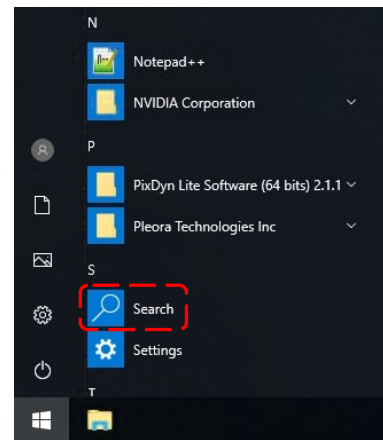 N
Notepad++
NVIDIA Corporation
P
PixDyn Lite Software (64 bits) 2.1.1
Pleora Technologies Inc
S
Search
Settings
T